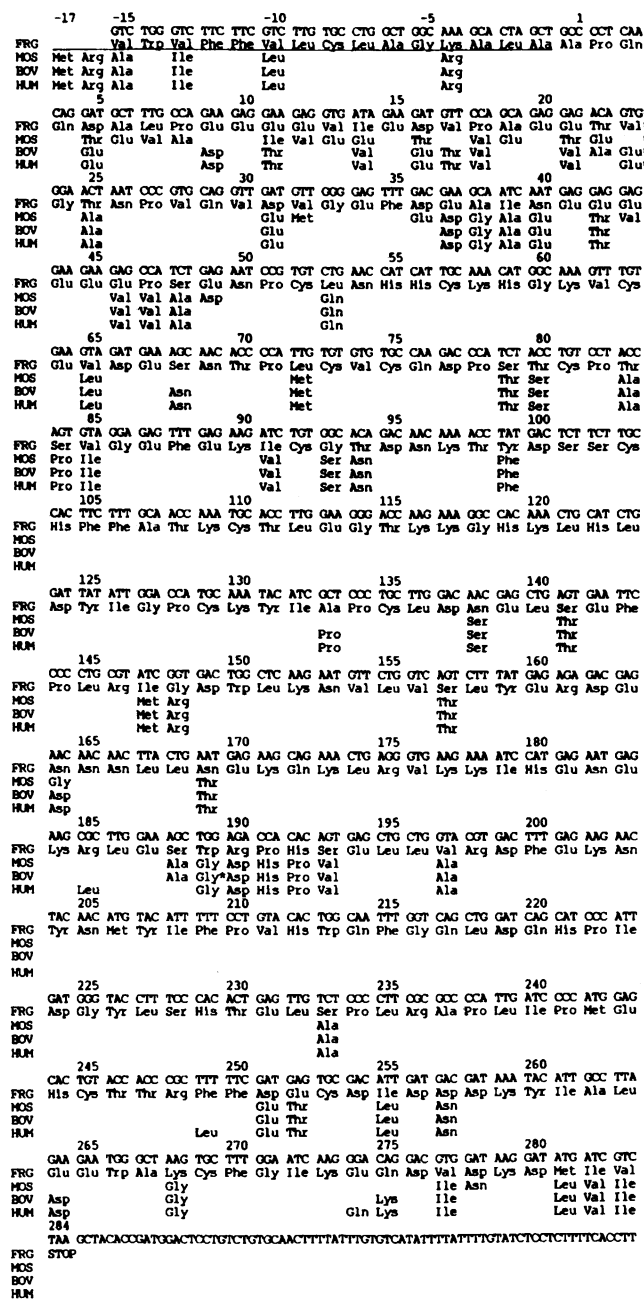 -17 -15 -10 -5 1
GTC TGG GTC TTC TTC GTC TTG TGC CTG GCT GGC AAA GCA CTA GCT GCC CCT CAA
FRG Val Trp Val Phe Phe Val Leu Cys Leu Ala Gly Lys Ala Leu Ala Ala Pro Gln
MOS Met Arg Ala Ile Leu Arg
BOV Met Arg Ala Ile Leu Arg
HUM Met Arg Ala Ile Leu Arg
5 10 15 20
CAG GAT GCT TTG CCA GAA GAG GAA GAG GTG ATA GAA GAT GTT CCA GCA GAG GAG ACA GTG
FRG Gln Asp Ala Leu Pro Glu Glu Glu Glu Val Ile Glu Asp Val Pro Ala Glu Glu Thr Val
MOS Thr Glu Val Ala Ile Val Glu Thr Val Thr Glu
BOV Glu Asp Thr Val Glu Thr Val Val Ala Glu
HUM Glu Asp Thr Val Glu Thr Val Val Glu
25 30 35 40
GGA ACT AAT CCC GTG CAG GTT GAT GTT GGG GAG TTT GAC GAA GCA ATC AAT GAG GAG GAG
FRG Gly Thr Asn Pro Val Gln Val Asp Val Gly Glu Phe Asp Glu Ala Ile Asn Glu Glu Glu
MOS Ala Glu Met Glu Asp Gly Ala Glu Thr Val
BOV Ala Glu Asp Gly Ala Glu Thr
HUM Ala Glu Asp Gly Ala Glu Thr
45 50 55 60
GAA GAA GAG CCA TCT GAG AAT CCG TGT CTG AAC CAT CAT TGC AAA CAT GGC AAA GTT TGT
FRG Glu Glu Glu Pro Ser Glu Asn Pro Cys Leu Asn His His Cys Lys His Gly Lys Val Cys
MOS Val Val Ala Asp Gln
BOV Val Val Ala Gln
HUM Val Val Ala Gln
65 70 75 80
GAA GTA GAT GAA AGC AAC ACC CCA TTG TGT GTG TGC CAA GAC CCA TCT ACC TGT CCT ACC
FRG Glu Val Asp Glu Ser Asn Thr Pro Leu Cys Val Cys Gln Asp Pro Ser Thr Cys Pro Thr
MOS Leu Met Thr Ser Ala
BOV Leu Asn Met Thr Ser Ala
HUM Leu Asn Met Thr Ser Ala
85 90 95 100
AGT GTA GGA GAG TTT GAG AAG ATC TGT GGC ACA GAC AAC AAA ACC TAT GAC TCT TCT TGC
FRG Ser Val Gly Glu Phe Glu Lys Ile Cys Gly Thr Asp Asn Lys Thr Tyr Asp Ser Ser Cys
MOS Pro Ile Val Ser Asn Phe
BOV Pro Ile Val Ser Asn Phe
HUM Pro Ile Val Ser Asn Phe
105 110 115 120
CAC TTC TTT GCA ACC AAA TGC ACC TTG GAA GGG ACC AAG AAA GGC CAC AAA CTG CAT CTG
FRG His Phe Phe Ala Thr Lys Cys Thr Leu Glu Gly Thr Lys Lys Gly His Lys Leu His Leu
MOS
BOV
HUM
125 130 135 140
GAT TAT ATT GGA CCA TGC AAA TAC ATC GCT CCC TGC TTG GAC AAC GAG CTG AGT GAA TTC
FRG Asp Tyr Ile Gly Pro Cys Lys Tyr Ile Ala Pro Cys Leu Asp Asn Glu Leu Ser Glu Phe
MOS Ser Thr
BOV Pro Ser Thr
HUM Pro Ser Thr
145 150 155 160
CCC CTG CGT ATC GGT GAC TGG CTC AAG AAT GTT CTG GTC AGT CTT TAT GAG AGA GAC GAG
FRG Pro Leu Arg Ile Gly Asp Trp Leu Lys Asn Val Leu Val Ser Leu Tyr Glu Arg Asp Glu
MOS Met Arg Thr
BOV Met Arg Thr
HUM Met Arg Thr
165 170 175 180
AAC AAC AAC TTA CTG AAT GAG AAG CAG AAA CTG AGG GTG AAG AAA ATC CAT GAG AAT GAG
FRG Asn Asn Asn Leu Leu Asn Glu Lys Gln Lys Leu Arg Val Lys Lys Ile His Glu Asn Glu
MOS Gly Thr
BOV Asp Thr
HUM Asp Thr
185 190 195 200
AAG CGC TTG GAA AGC TGG AGA CCA CAC AGT GAG CTG CTG GTA CGT GAC TTT GAG AAG AAC
FRG Lys Arg Leu Glu Ser Trp Arg Pro His Ser Glu Leu Leu Val Arg Asp Phe Glu Lys Asn
MOS Ala Gly Asp His Pro Val Ala
BOV Ala Gly*Asp His Pro Val Ala
HUM Leu Gly Asp His Pro Val Ala
205 210 215 220
TAC AAC ATG TAC ATT TTT CCT GTA CAC TGG CAA TTT GGT CAG CTG GAT CAG CAT CCC ATT
FRG Tyr Asn Met Tyr Ile Phe Pro Val His Trp Gln Phe Gly Gln Leu Asp Gln His Pro Ile
MOS
BOV
HUM
225 230 235 240
GAT GGG TAC CTT TCC CAC ACT GAG TTG TCT CCC CTT CGC GCC CCA TTG ATC CCC ATG GAG
FRG Asp Gly Tyr Leu Ser His Thr Glu Leu Ser Pro Leu Arg Ala Pro Leu Ile Pro Met Glu
MOS Ala
BOV Ala
HUM Ala
245 250 255 260
CAC TGT ACC ACC CGC TTT TTC GAT GAG TGC GAC ATT GAT GAC GAT AAA TAC ATT GCC TTA
FRG His Cys Thr Thr Arg Phe Phe Asp Glu Cys Asp Ile Asp Asp Asp Lys Tyr Ile Ala Leu
MOS Glu Thr Leu Asn
BOV Glu Thr Leu Asn
HUM Leu Glu Thr Leu Asn
265 270 275 280
GAA GAA TGG GCT AAG TGC TTT GGA ATC AAG GGA CAG GAC GTG GAT AAG GAT ATG ATC GTC
FRG Glu Glu Trp Ala Lys Cys Phe Gly Ile Lys Glu Gln Asp Val Asp Lys Asp Met Ile Val
MOS Gly Ile Asn Leu Val Ile
BOV Asp Gly Lys Ile Leu Val Ile
HUM Asp Gly Gln Lys Ile Leu Val Ile
284
TAA GCTACACCGATGGACTCCTGTCTGTGCAACTTTTATTTGTGTCATATTTTATTTTGTATCTCCTCTTTTCACCTT
FRG STOP
MOS
BOV
HUM